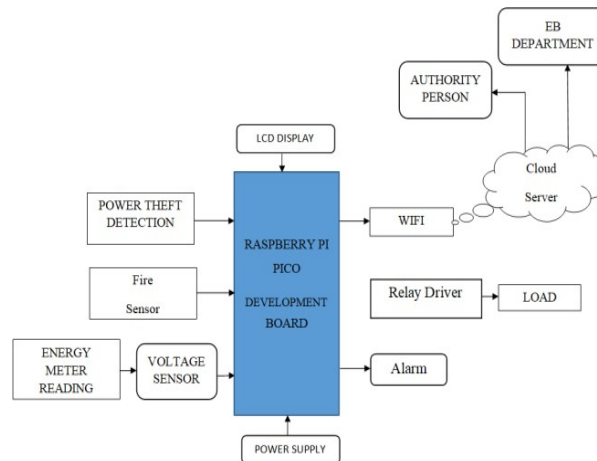 EB
DEPARTMENT
AUTHORITY
PERSON
LCD DISPLAY
Cloud
Server
POWER THEFT
DETECTION
WIFI
RASPBERRY PI
PICO
DEVELOPMENT
BOARD
Fire
Sensor
Relay Driver
LOAD
ENERGY
METER
READING
VOLTAGE
SENSOR
Alarm
POWER SUPPLY